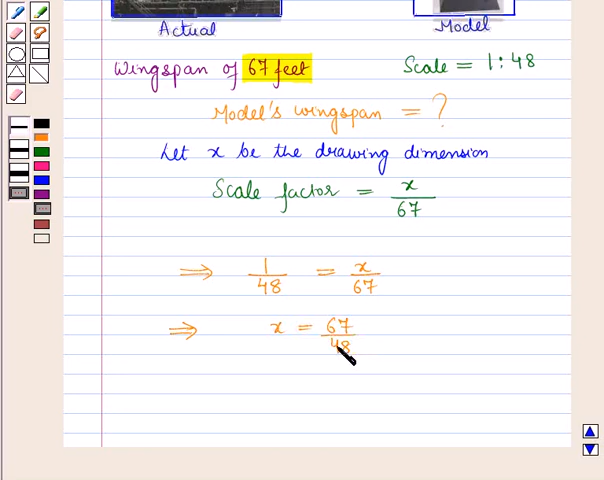 Actual Model
Wingspan of 67 feet Scale = 1:48
Model's wingspan = ?
Let x be the drawing dimension
Scale factor = x/67
⇒ 1/48 = x/67
⇒ x = 67/48